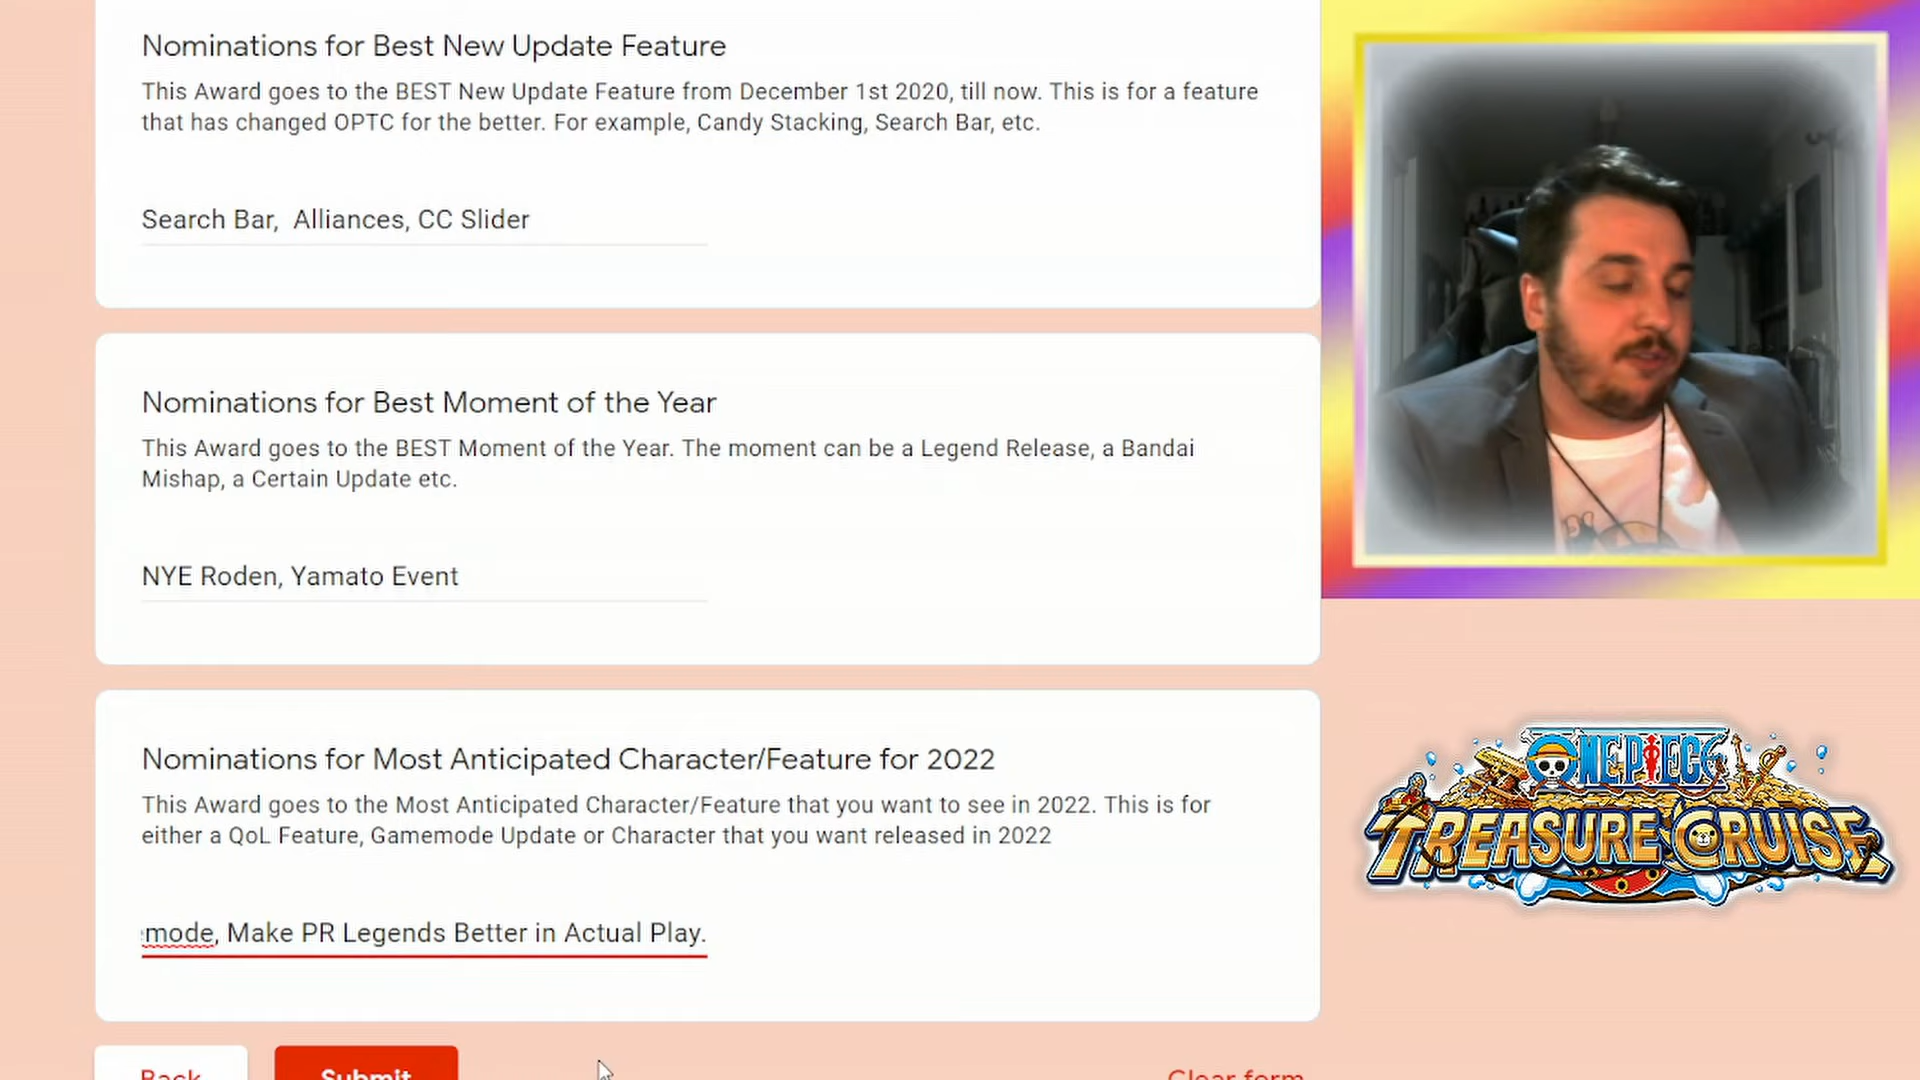 Nominations for Best New Update Feature
This Award goes to the BEST New Update Feature from December 1st 2020, till now. This is for a feature
that has changed OPTC for the better. For example, Candy Stacking, Search Bar, etc.
Search Bar,  Alliances, CC Slider
Nominations for Best Moment of the Year
This Award goes to the BEST Moment of the Year. The moment can be a Legend Release, a Bandai
Mishap, a Certain Update etc.
NYE Roden, Yamato Event
Nominations for Most Anticipated Character/Feature for 2022
This Award goes to the Most Anticipated Character/Feature that you want to see in 2022. This is for
either a QoL Feature, Gamemode Update or Character that you want released in 2022
mode, Make PR Legends Better in Actual Play.
Back
Submit
Clear form
ONE PIECE
TREASURE CRUISE